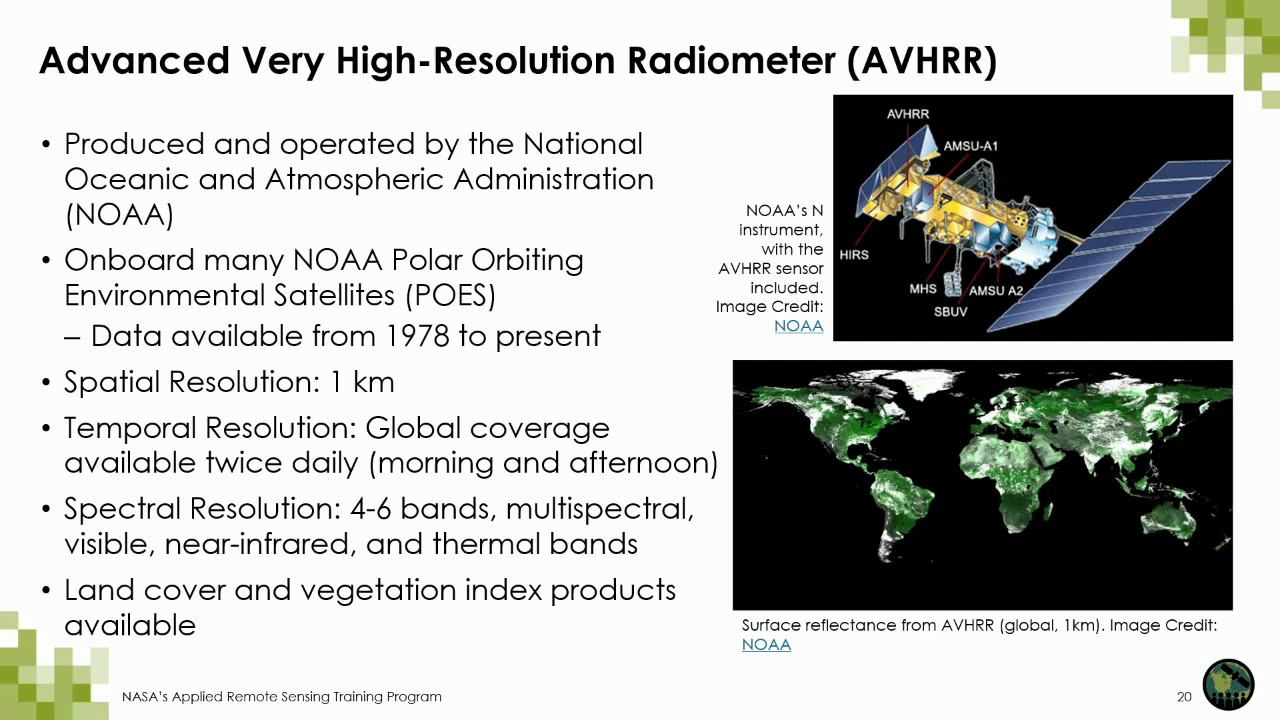 Advanced Very High-Resolution Radiometer (AVHRR)
• Produced and operated by the National
Oceanic and Atmospheric Administration
(NOAA)
• Onboard many NOAA Polar Orbiting
Environmental Satellites (POES)
– Data available from 1978 to present
• Spatial Resolution: 1 km
• Temporal Resolution: Global coverage
available twice daily (morning and afternoon)
• Spectral Resolution: 4-6 bands, multispectral,
visible, near-infrared, and thermal bands
• Land cover and vegetation index products
available
NOAA’s N
instrument,
with the
AVHRR sensor
included.
Image Credit:
NOAA
AVHRR
AMSU-A1
HIRS
MHS
AMSU A2
SBUV
Surface reflectance from AVHRR (global, 1km). Image Credit:
NOAA
NASA’s Applied Remote Sensing Training Program
20